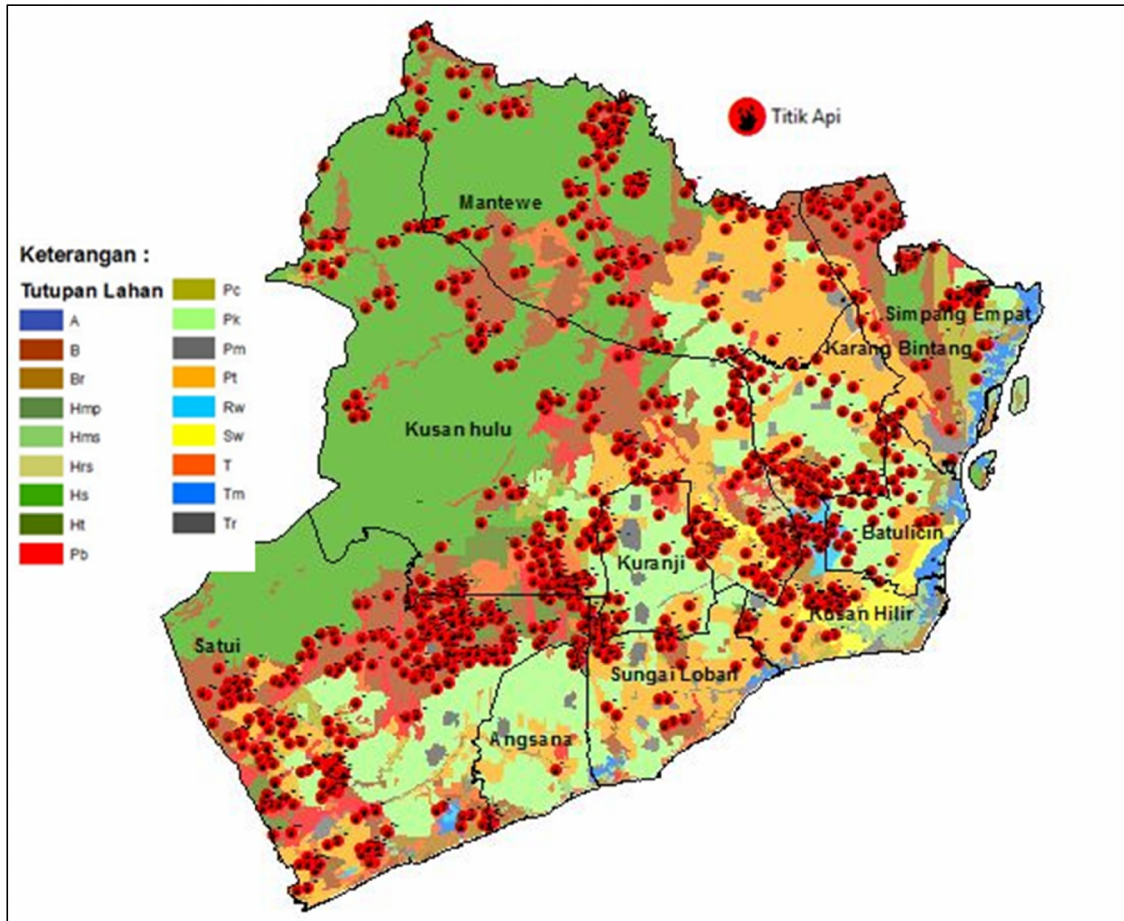 Titik Api
Mantewe
Keterangan :
Tutupan Lahan
A
B
Br
Hmp
Hms
Hrs
Hs
Ht
Pb
Pc
Pk
Pm
Pt
Rw
Sw
T
Tm
Tr
Simpang Empat
Karang Bintang
Kusan hulu
Batulicin
Kuranji
Kusan Hilir
Satui
Sungai Loban
Angsana